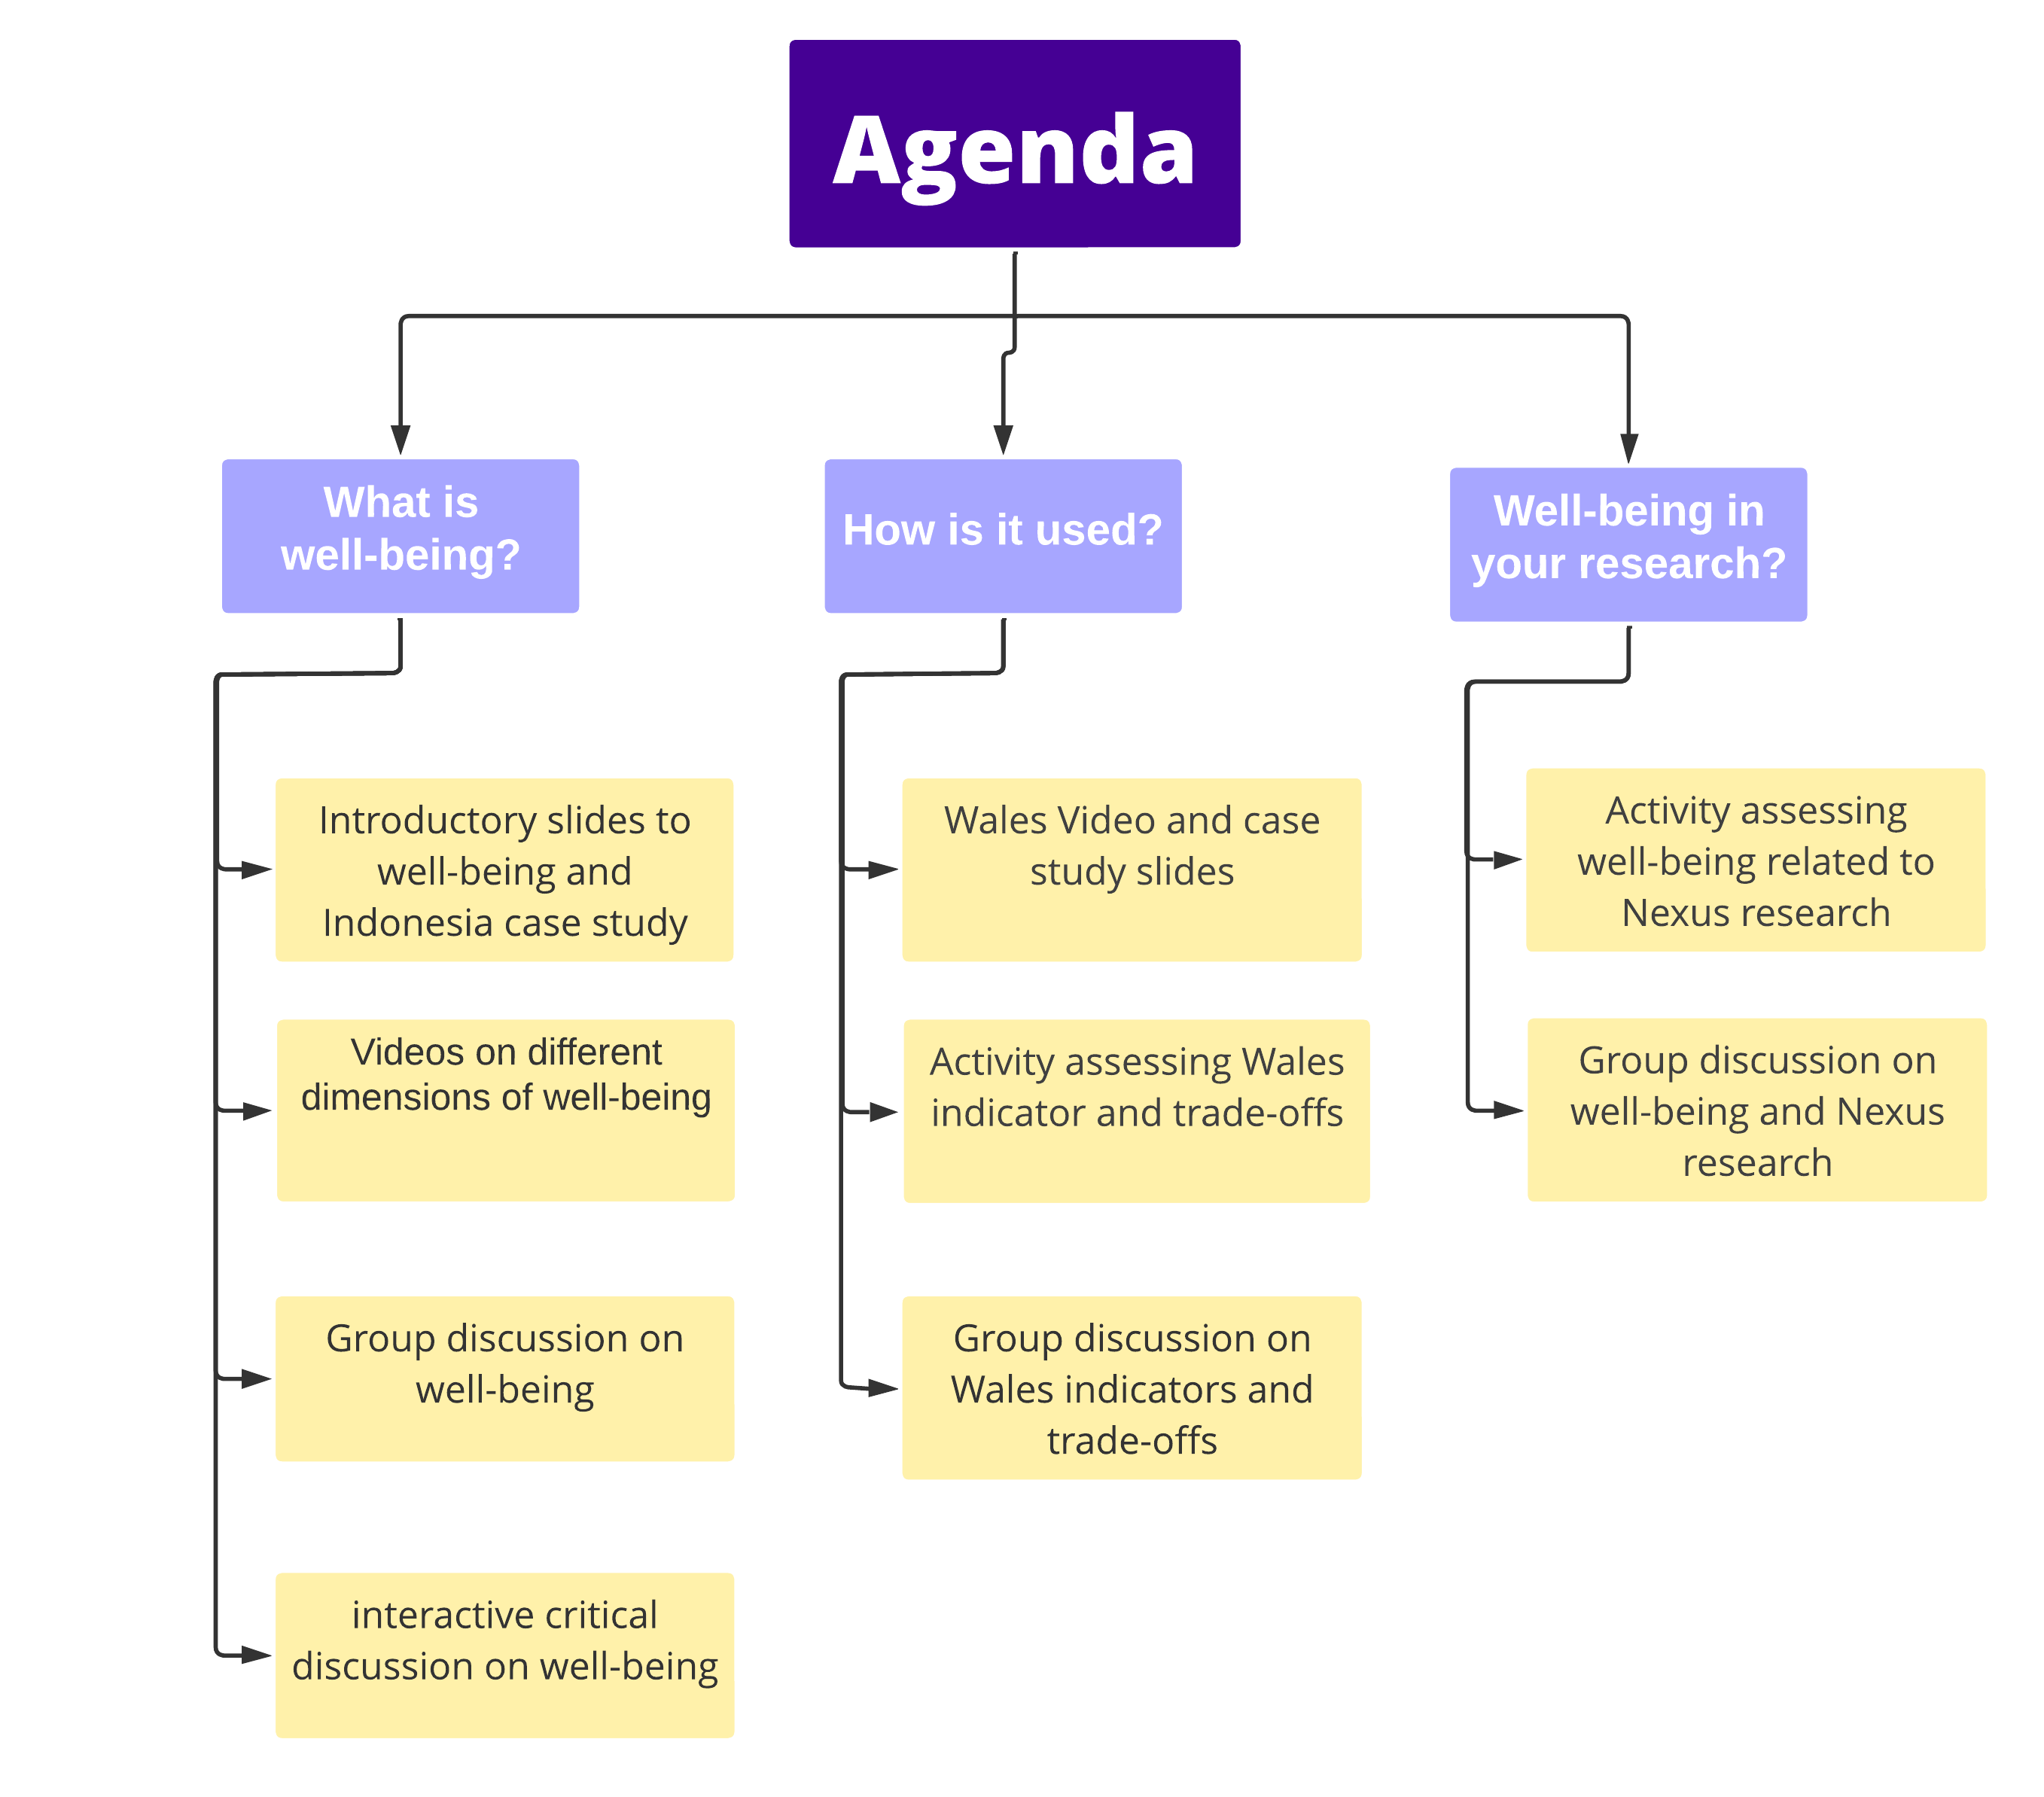 Agenda
What is
well-being?
How is it used?
Well-being in
your research?
Introductory slides to
well-being and
Indonesia case study
Videos on different
dimensions of well-being
Group discussion on
well-being
interactive critical
discussion on well-being
Wales Video and case
study slides
Activity assessing Wales
indicator and trade-offs
Group discussion on
Wales indicators and
trade-offs
Activity assessing
well-being related to
Nexus research
Group discussion on
well-being and Nexus
research